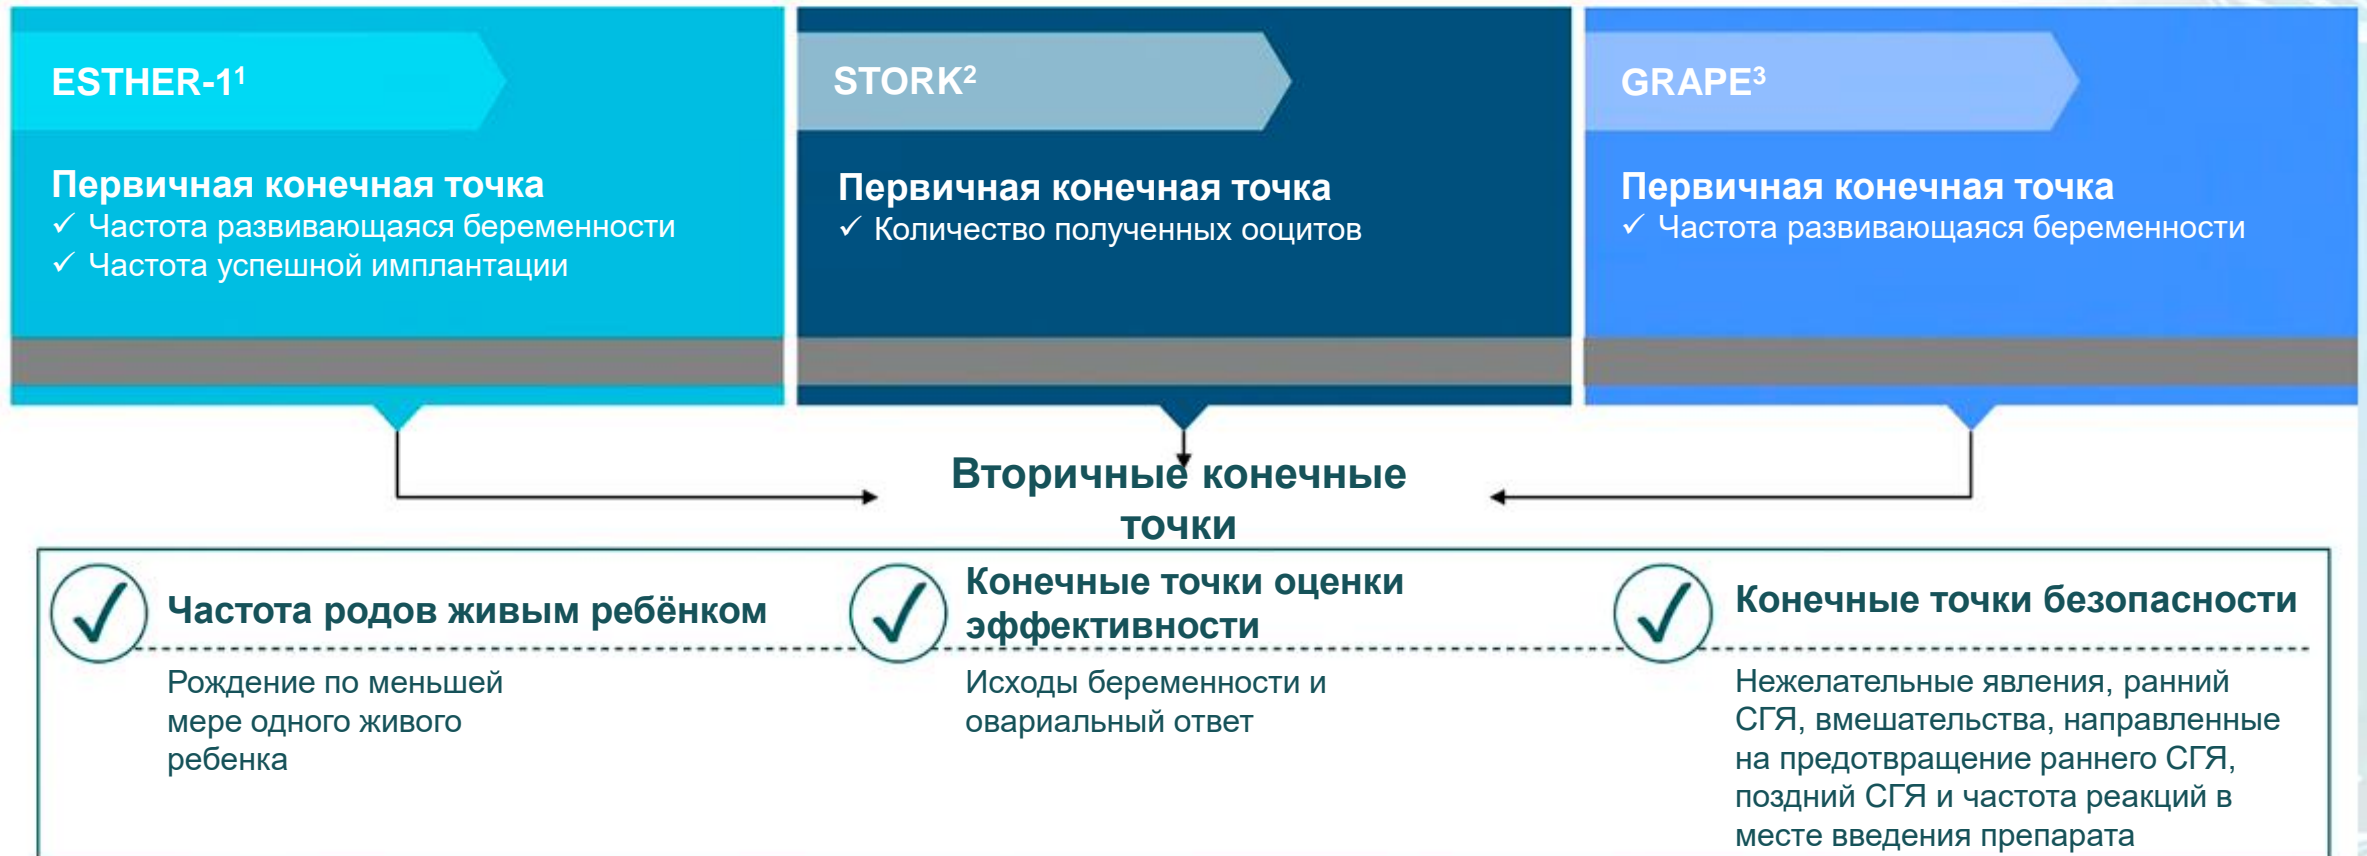 ESTHER-1¹
Первичная конечная точка
✓ Частота развивающаяся беременности
✓ Частота успешной имплантации
STORK²
Первичная конечная точка
✓ Количество полученных ооцитов
GRAPE³
Первичная конечная точка
✓ Частота развивающаяся беременности
Вторичные конечные
точки
Частота родов живым ребёнком
Рождение по меньшей
мере одного живого
ребенка
Конечные точки оценки
эффективности
Исходы беременности и
овариальный ответ
Конечные точки безопасности
Нежелательные явления, ранний
СГЯ, вмешательства, направленные
на предотвращение раннего СГЯ,
поздний СГЯ и частота реакций в
месте введения препарата